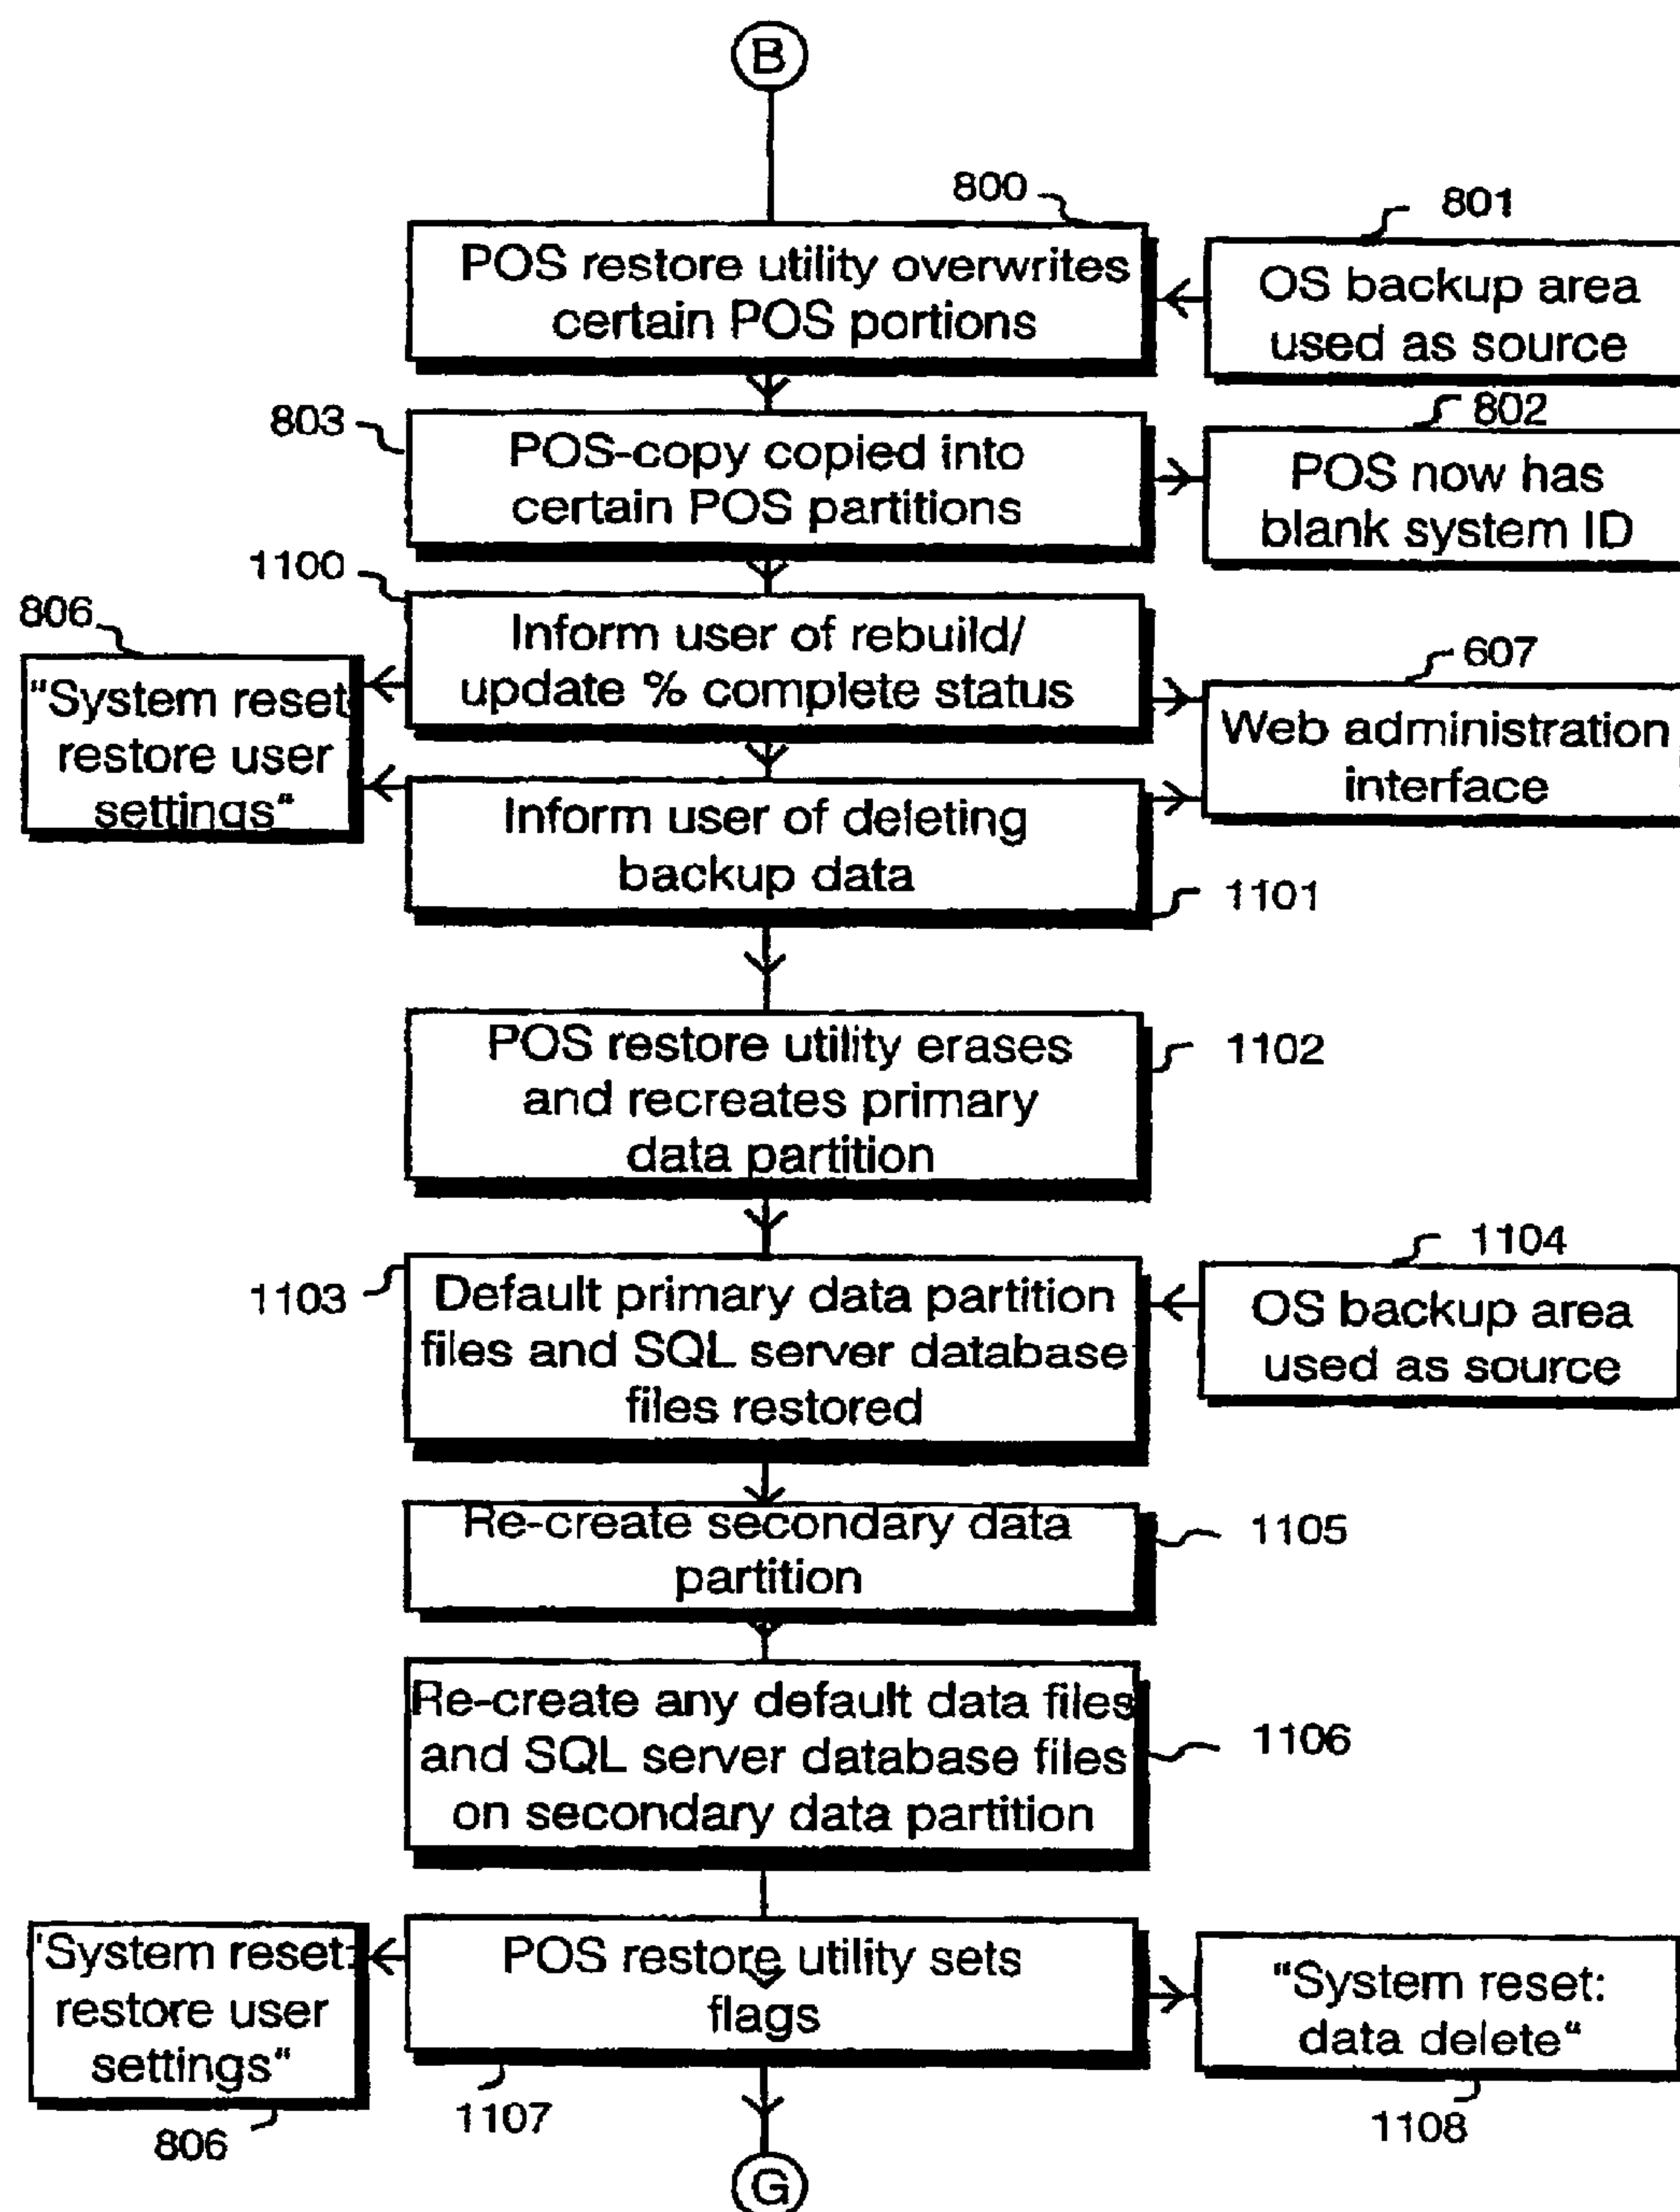 B
800
POS restore utility overwrites
certain POS portions
801
OS backup area
used as source
803
POS-copy copied into
certain POS partitions
802
POS now has
blank system ID
1100
Inform user of rebuild/
update % complete status
806
"System reset
restore user
settings"
607
Web administration
interface
Inform user of deleting
backup data
1101
POS restore utility erases
and recreates primary
data partition
1102
1103
Default primary data partition
files and SQL server database
files restored
1104
OS backup area
used as source
Re-create secondary data
partition
1105
Re-create any default data files
and SQL server database files
on secondary data partition
1106
'System reset:
restore user
settings"
806
POS restore utility sets
flags
1107
"System reset:
data delete"
1108
G